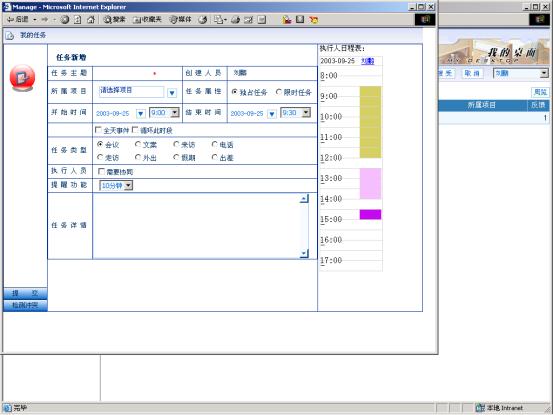 Manage - Microsoft Internet Explorer
后退 搜索 收藏夹 媒体
我的任务
任务新增
任务主题 * 创建人员 刘鹏
所属项目 请选择项目 任务属性 独占任务 限时任务
开始时间 2003-09-25 9:00 结束时间 2003-09-25 9:30
全天事件 循环此时段
任务类型 会议 文案 来访 电话
走访 外出 假期 出差
执行人员 需要协同
提醒功能 10分钟
任务详情
提 交
检测冲突
执行人日程表:
2003-09-25 刘鹏
8:00
9:00
10:00
11:00
12:00
13:00
14:00
15:00
16:00
17:00
我的桌面
MY DESKTOP
受 取消 刘鹏
周览
所属项目 反馈
1
完毕 本地 Intranet